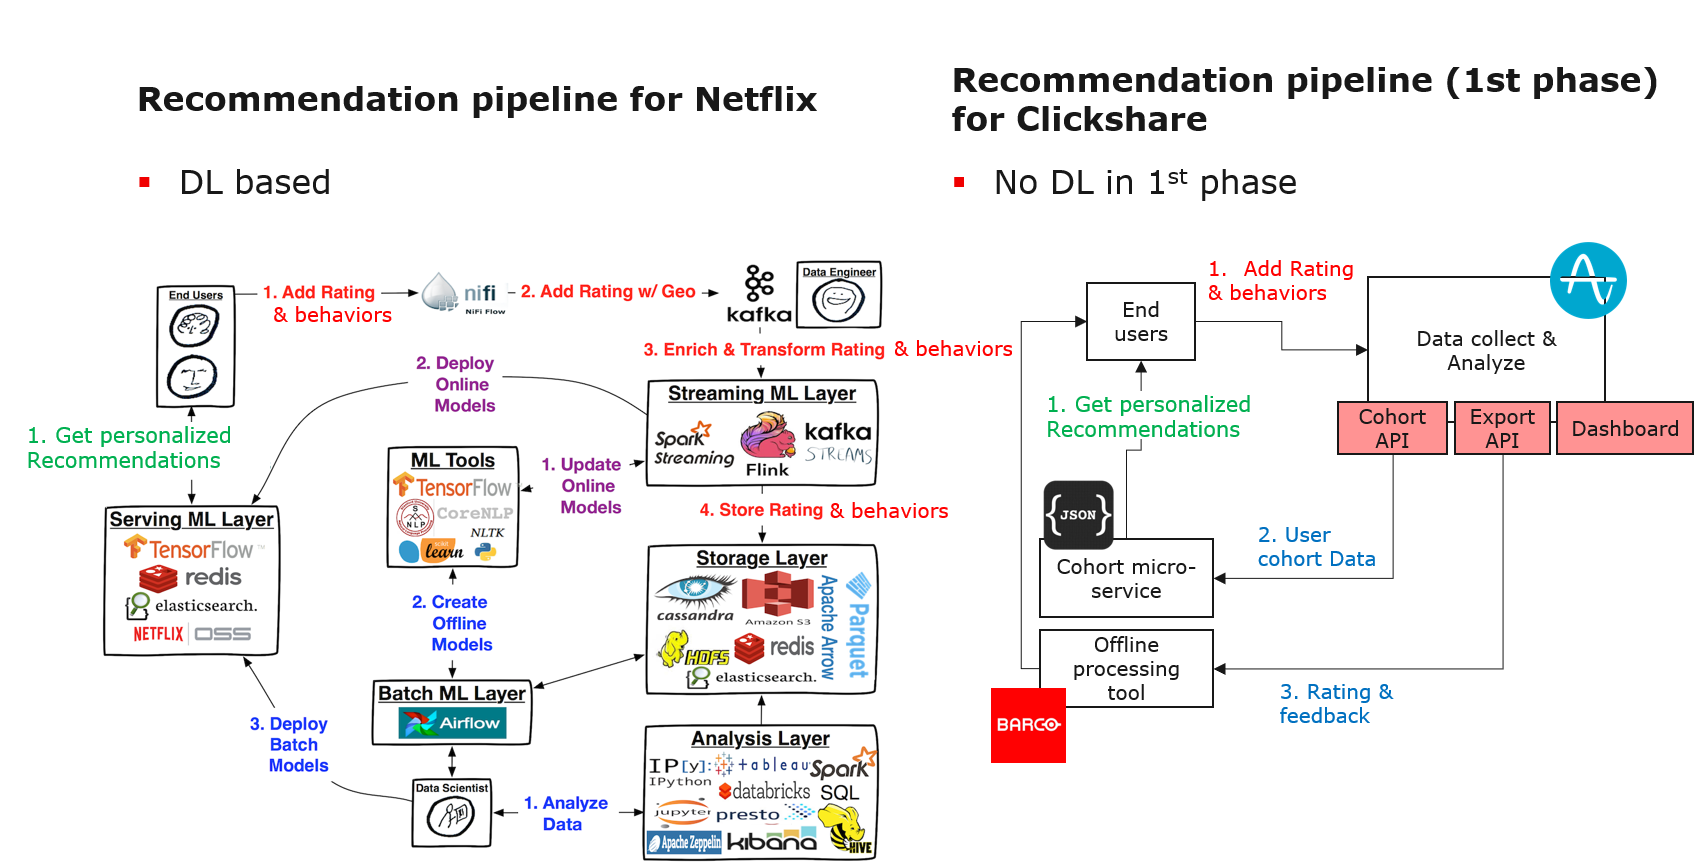 Recommendation pipeline for Netflix
DL based
End Users
1. Add Rating
& behaviors
nifi
NiFi Flow
2. Add Rating w/ Geo
kafka
Data Engineer
3. Enrich & Transform Rating & behaviors
2. Deploy
Online
Models
Streaming ML Layer
Spark
Streaming
Flink
kafka
STREAMS
1. Get personalized
Recommendations
ML Tools
TensorFlow
S
NLP
CoreNLP
NLTK
scikit
learn
1. Update
Online
Models
4. Store Rating & behaviors
Serving ML Layer
TensorFlow™
redis
elasticsearch.
NETFLIX | OSS
Storage Layer
cassandra
Amazon S3
Apache Arrow
Parquet
HDFS
redis
elasticsearch.
2. Create
Offline
Models
Batch ML Layer
Airflow
3. Deploy
Batch
Models
Data Scientist
1. Analyze
Data
Analysis Layer
IP[y]:
IPython
tableau
Spark
SQL
databricks
jupyter
presto
Apache Zeppelin
kibana
HIVE
Recommendation pipeline (1st phase)
for Clickshare
No DL in 1st phase
End
users
1. Add Rating
& behaviors
Data collect &
Analyze
1. Get personalized
Recommendations
Cohort
API
Export
API
Dashboard
{JSON}
2. User
cohort Data
Cohort micro-
service
Offline
processing
tool
3. Rating &
feedback
BARCO